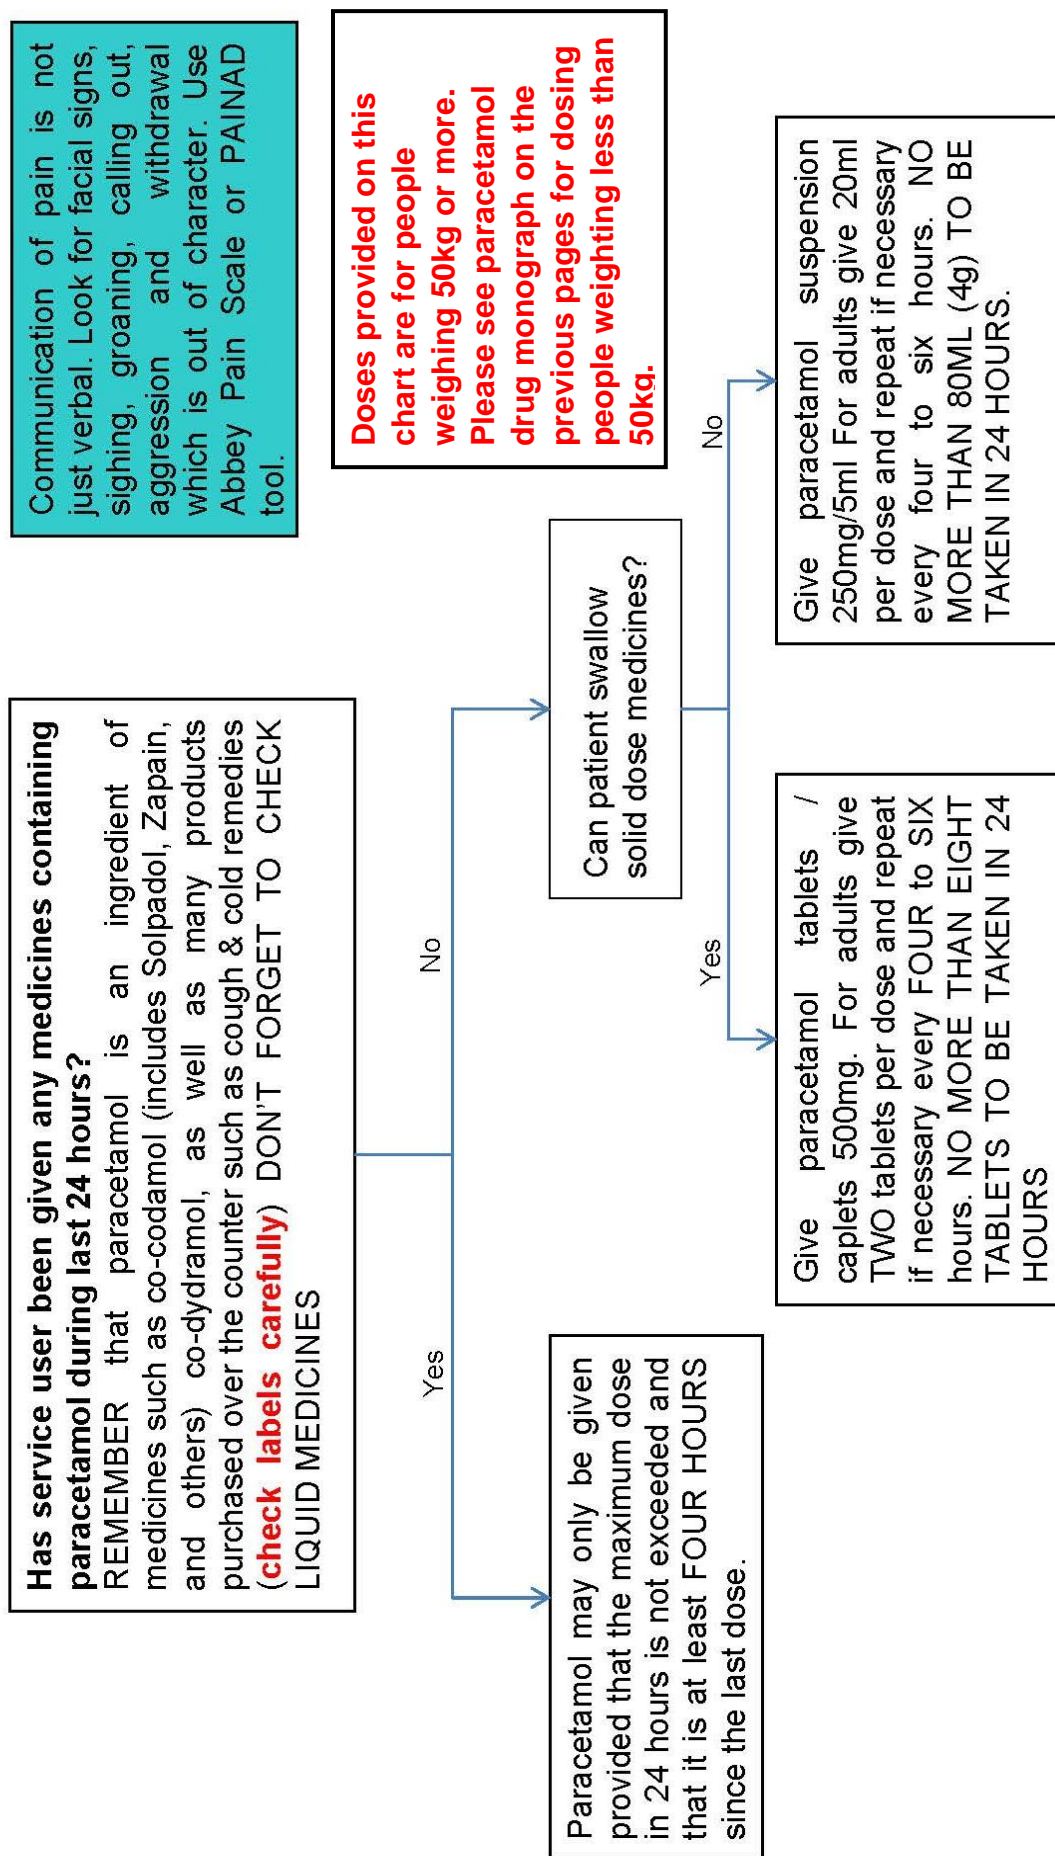 Has service user been given any medicines containing
paracetamol during last 24 hours?
REMEMBER that paracetamol is an ingredient of
medicines such as co-codamol (includes Solpadol, Zapain,
and others) co-dydramol, as well as many products
purchased over the counter such as cough & cold remedies
(check labels carefully) DON'T FORGET TO CHECK
LIQUID MEDICINES
Communication of pain is not
just verbal. Look for facial signs,
sighing, groaning, calling out,
aggression and withdrawal
which is out of character. Use
Abbey Pain Scale or PAINAD
tool.
Doses provided on this
chart are for people
weighing 50kg or more.
Please see paracetamol
drug monograph on the
previous pages for dosing
people weighting less than
50kg.
Yes
No
Paracetamol may only be given
provided that the maximum dose
in 24 hours is not exceeded and
that it is at least FOUR HOURS
since the last dose.
Can patient swallow
solid dose medicines?
Yes
No
Give paracetamol tablets /
caplets 500mg. For adults give
TWO tablets per dose and repeat
if necessary every FOUR to SIX
hours. NO MORE THAN EIGHT
TABLETS TO BE TAKEN IN 24
HOURS
Give paracetamol suspension
250mg/5ml For adults give 20ml
per dose and repeat if necessary
every four to six hours. NO
MORE THAN 80ML (4g) TO BE
TAKEN IN 24 HOURS.